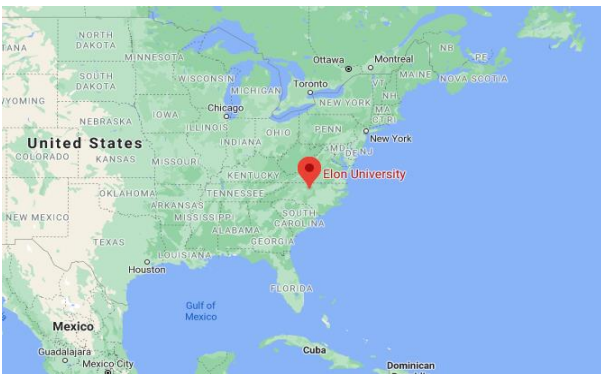 NORTH
DAKOTA
MINNESOTA
Ottawa
Montreal
NB
PE
MAINE
NOVA SCOTIA
SOUTH
DAKOTA
WISCONSIN
MICHIGAN
Toronto
VT
NH
NEW YORK
MA
CT RI
WYOMING
IOWA
Chicago
NEBRASKA
ILLINOIS
INDIANA
OHIO
PENN
New York
United States
MD
DE NJ
COLORADO
KANSAS
MISSOURI
KENTUCKY
Elon University
OKLAHOMA
TENNESSEE
ARKANSAS
NEW MEXICO
MISSISSIPPI
SOUTH
CAROLINA
ALABAMA
TEXAS
GEORGIA
LOUISIANA
Houston
FLORIDA
Gulf of
Mexico
Mexico
Guadalajara
Mexico City
Cuba
Dominican